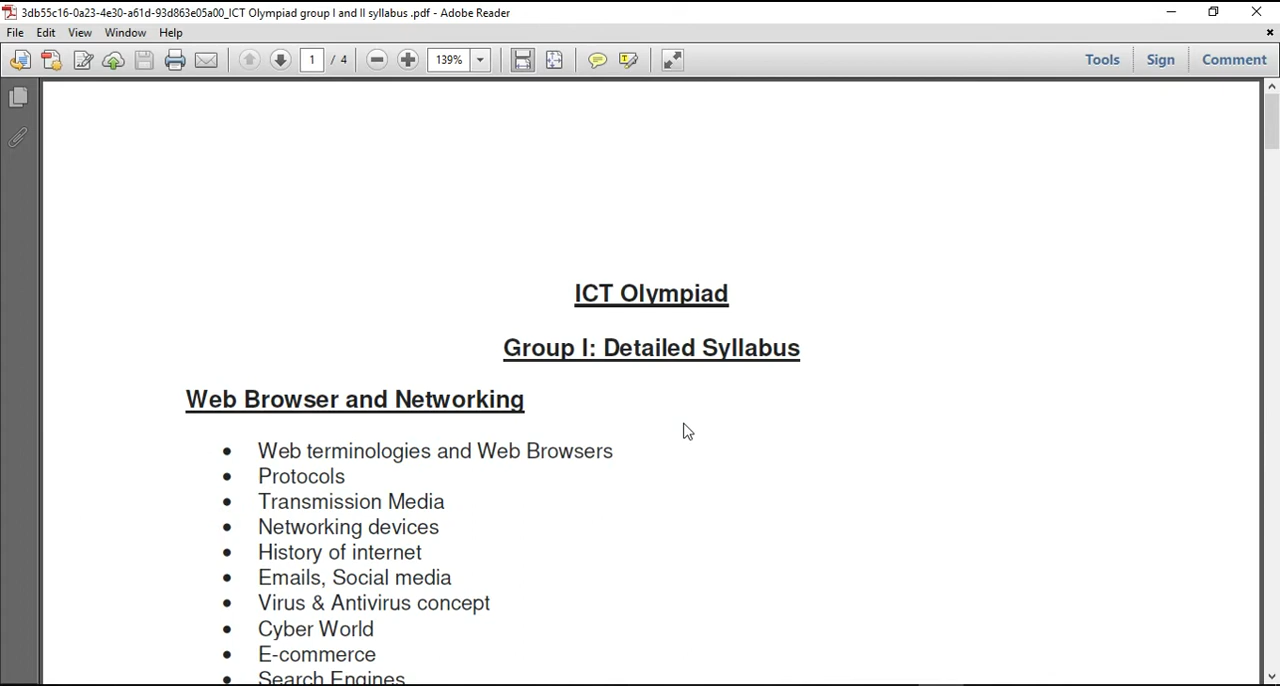 3db55c16-0a23-4e30-a61d-93d863e05a00_ICT Olympiad group I and II syllabus .pdf - Adobe Reader
File Edit View Window Help
1 / 4 139% Tools Sign Comment
ICT Olympiad
Group I: Detailed Syllabus
Web Browser and Networking
• Web terminologies and Web Browsers
• Protocols
• Transmission Media
• Networking devices
• History of internet
• Emails, Social media
• Virus & Antivirus concept
• Cyber World
• E-commerce
• Search Engines